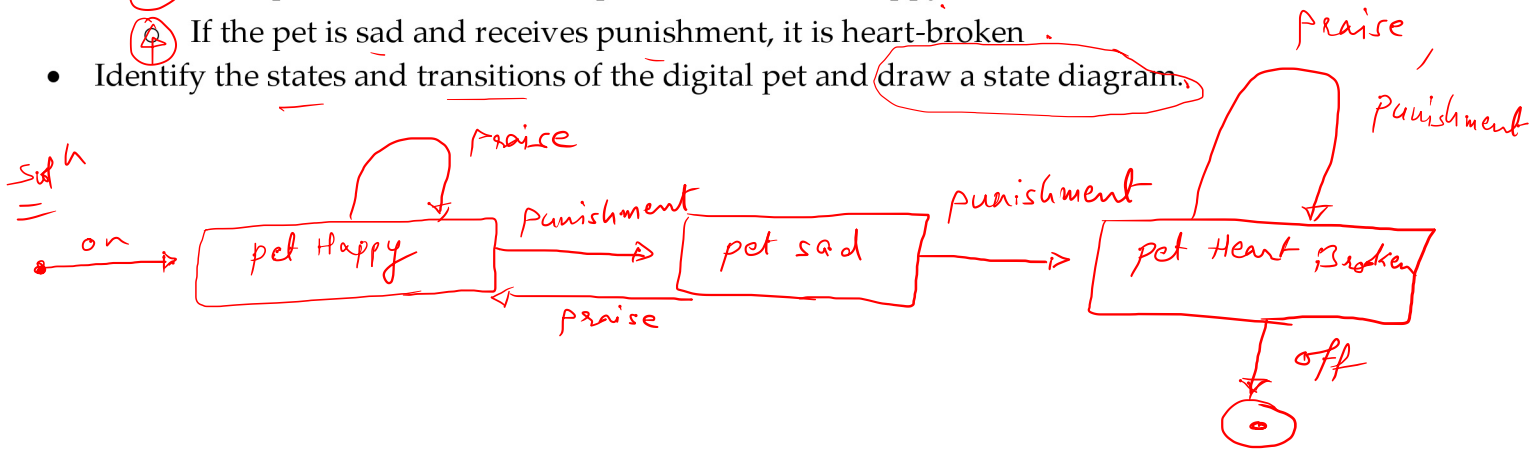 If the pet is sad and receives punishment, it is heart-broken
• Identify the states and transitions of the digital pet and draw a state diagram.
Praise,
Punishment
Praise
Soln
on
pet Happy
Punishment
pet sad
Punishment
pet Heart Broken
Praise
off